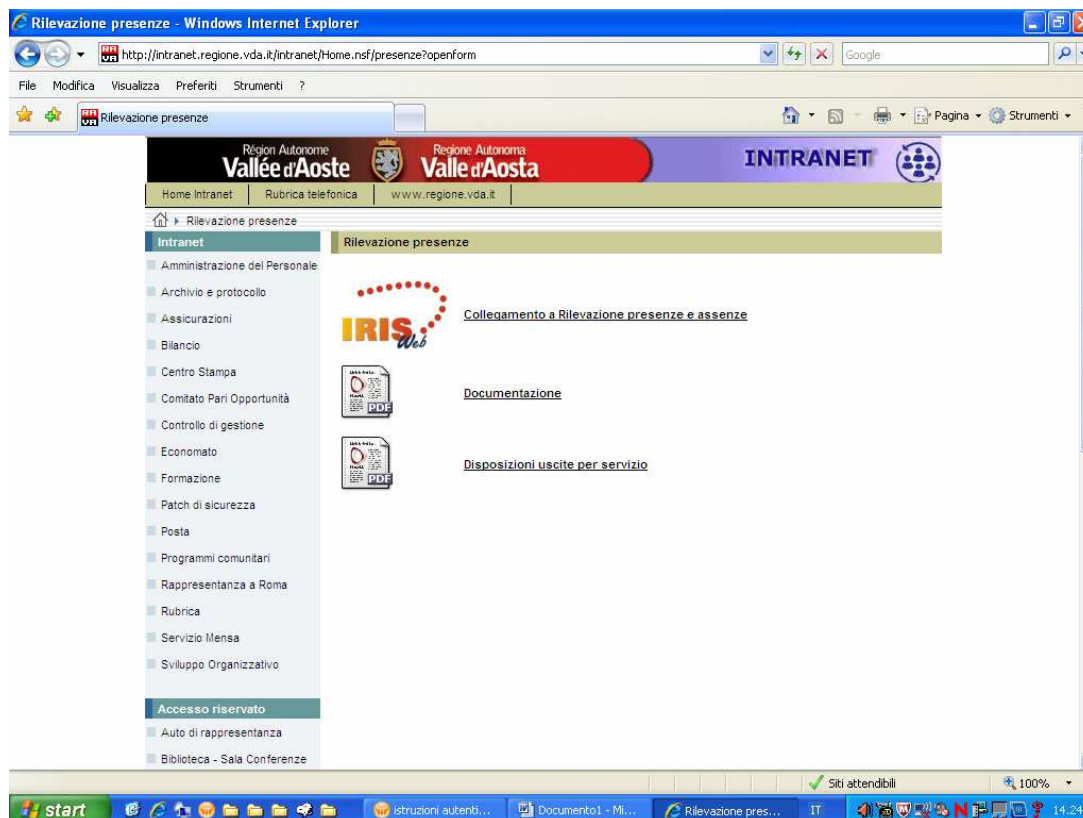 Rilevazione presenze - Windows Internet Explorer
http://intranet.regione.vda.it/intranet/Home.nsf/presenze?openform
Google
File Modifica Visualizza Preferiti Strumenti ?
Rilevazione presenze
Pagina Strumenti
Région Autonome Vallée d'Aoste
Regione Autonoma Valle d'Aosta
INTRANET
Home Intranet Rubrica telefonica www.regione.vda.it
Rilevazione presenze
Intranet
Amministrazione del Personale
Archivio e protocollo
Assicurazioni
Bilancio
Centro Stampa
Comitato Pari Opportunità
Controllo di gestione
Economato
Formazione
Patch di sicurezza
Posta
Programmi comunitari
Rappresentanza a Roma
Rubrica
Servizio Mensa
Sviluppo Organizzativo
Accesso riservato
Auto di rappresentanza
Biblioteca - Sala Conferenze
Rilevazione presenze
IRIS Web
Collegamento a Rilevazione presenze e assenze
PDF
Documentazione
PDF
Disposizioni uscite per servizio
Siti attendibili 100%
start istruzioni autenti... Documento1 - Mi... Rilevazione pres... IT 14.24